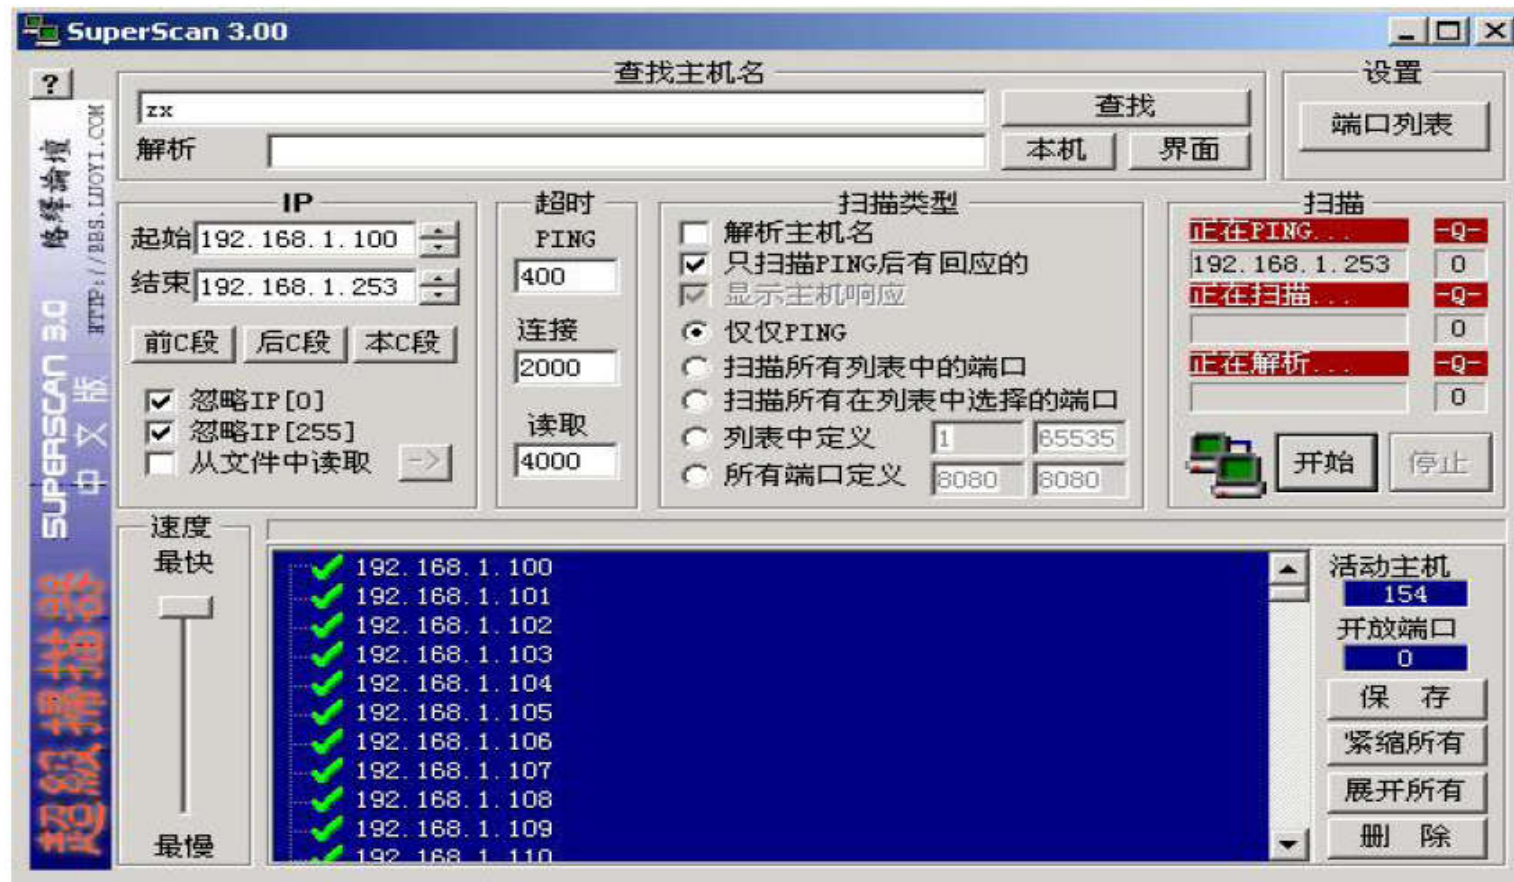 SuperScan 3.00
?
查找主机名
zx
查找
解析
本机
界面
设置
端口列表
IP
起始 192.168.1.100
结束 192.168.1.253
前C段 后C段 本C段
忽略IP[0]
忽略IP[255]
从文件中读取 ->
超时
PING
400
连接
2000
读取
4000
扫描类型
解析主机名
只扫描PING后有回应的
显示主机响应
仅仅PING
扫描所有列表中的端口
扫描所有在列表中选择的端口
列表中定义 1 65535
所有端口定义 8080 8080
扫描
正在PING... -Q-
192.168.1.253 0
正在扫描... -Q-
0
正在解析... -Q-
0
开始 停止
速度
最快
最慢
192.168.1.100
192.168.1.101
192.168.1.102
192.168.1.103
192.168.1.104
192.168.1.105
192.168.1.106
192.168.1.107
192.168.1.108
192.168.1.109
192.168.1.110
活动主机
154
开放端口
0
保 存
紧缩所有
展开所有
删 除
超級掃描器
SUPERSCAN 3.0
中文版
HTTP://BBS.LUOYI.COM
論壇